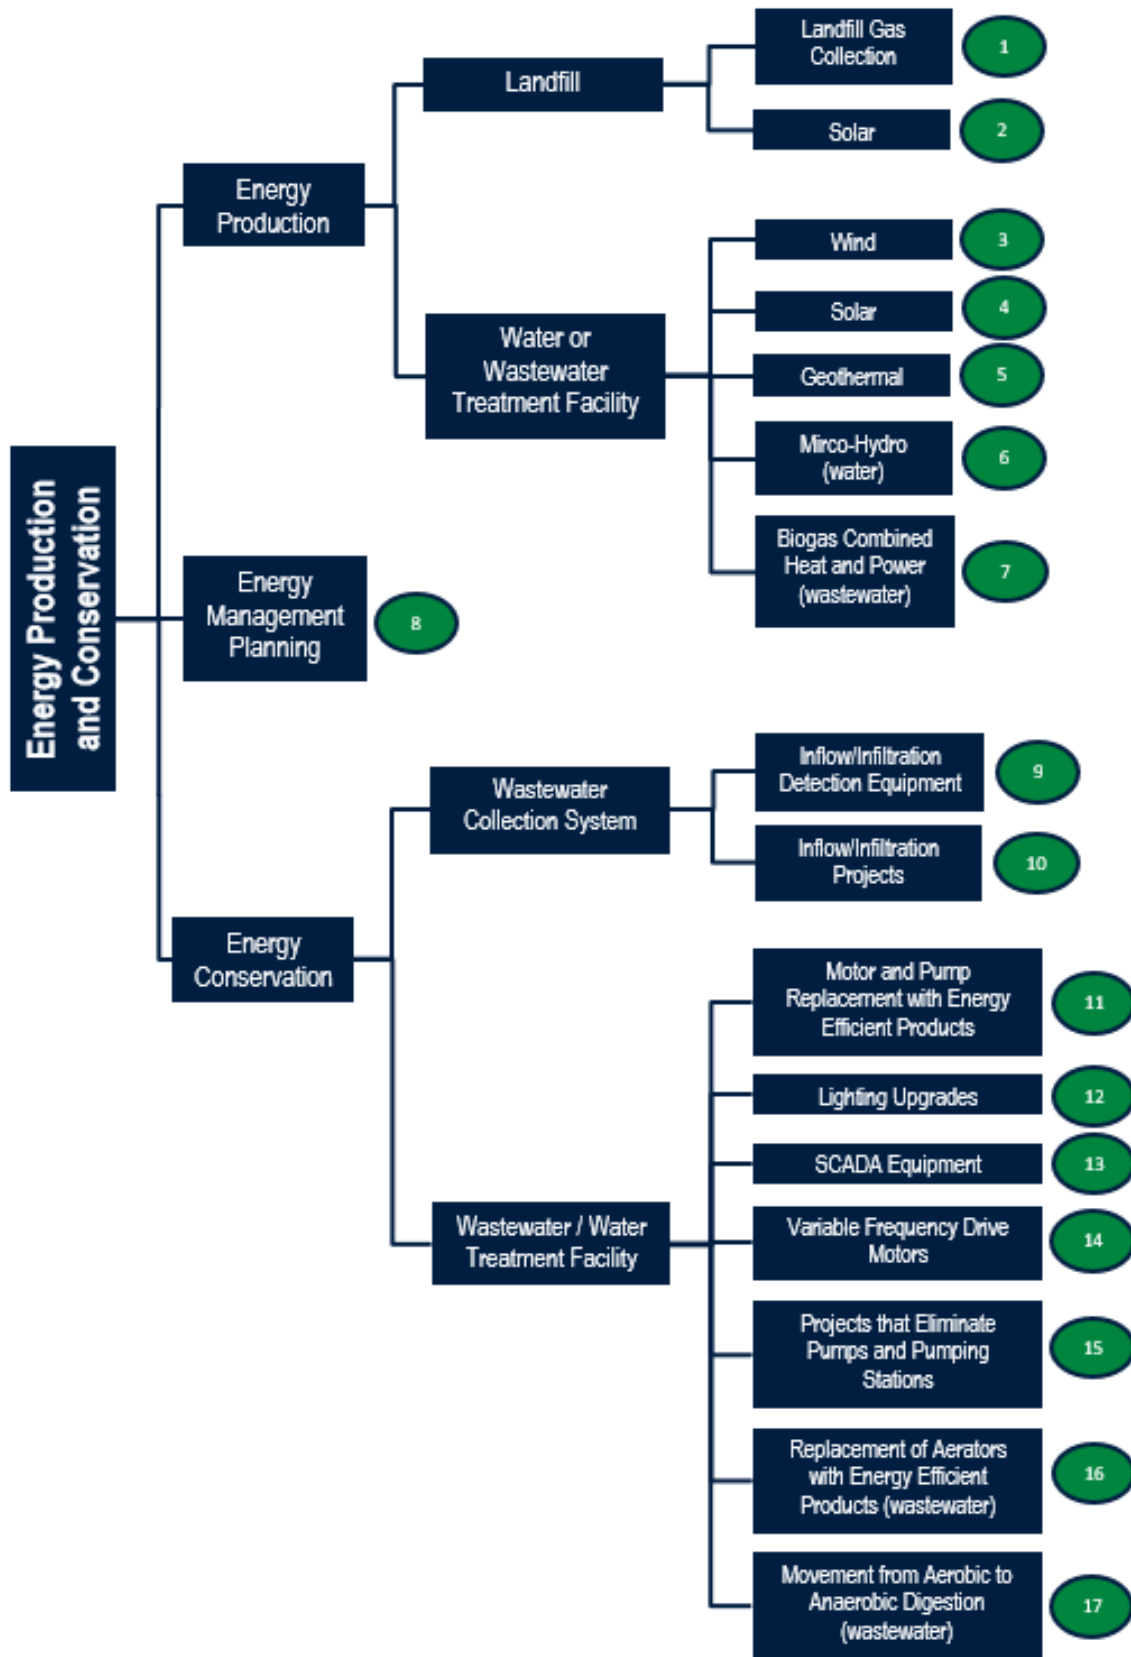 Energy Production
and Conservation
Energy
Production
Landfill
Landfill Gas
Collection
1
Solar
2
Water or
Wastewater
Treatment Facility
Wind
3
Solar
4
Geothermal
5
Mirco-Hydro
(water)
6
Biogas Combined
Heat and Power
(wastewater)
7
Energy
Management
Planning
8
Energy
Conservation
Wastewater
Collection System
Inflow/Infiltration
Detection Equipment
9
Inflow/Infiltration
Projects
10
Wastewater / Water
Treatment Facility
Motor and Pump
Replacement with Energy
Efficient Products
11
Lighting Upgrades
12
SCADA Equipment
13
Variable Frequency Drive
Motors
14
Projects that Eliminate
Pumps and Pumping
Stations
15
Replacement of Aerators
with Energy Efficient
Products (wastewater)
16
Movement from Aerobic to
Anaerobic Digestion
(wastewater)
17